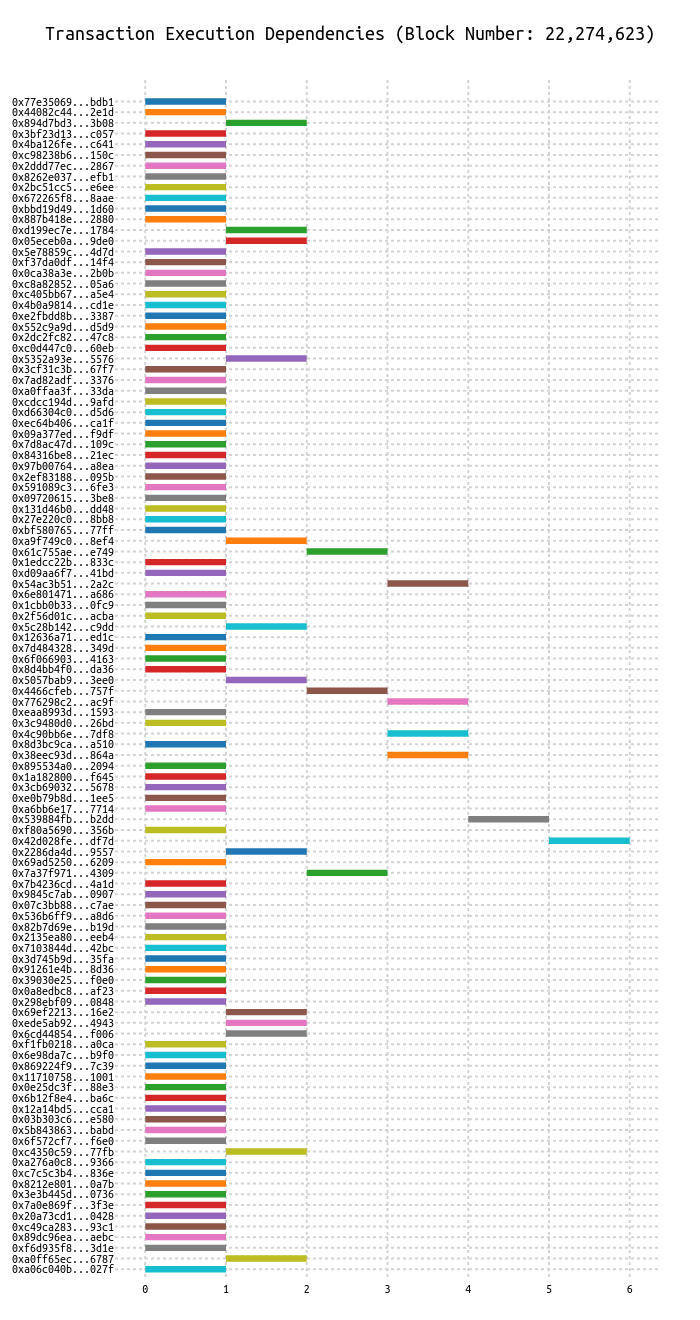 Transaction Execution Dependencies (Block Number: 22,274,623)
0x77e35069...bdb1
0x44082c44...2e1d
0x894d7bd3...3b08
0x3bf23d13...c057
0x4ba126fe...c641
0xc98238b6...150c
0x2ddd77ec...2867
0x8262e037...efb1
0x2bc51cc5...e6ee
0x672265f8...8aae
0xbbd19d49...1d60
0x887b418e...2880
0xd199ec7e...1784
0x05eceb0a...9de0
0x5e78859c...4d7d
0xf37da0df...14f4
0x0ca38a3e...2b0b
0xc8a82852...05a6
0xc405bb67...a5e4
0x4b0a9814...cd1e
0xe2fbdd8b...3387
0x552c9a9d...d5d9
0x2dc2fc82...47c8
0xc0d447c0...60eb
0x5352a93e...5576
0x3cf31c3b...67f7
0x7ad82adf...3376
0xa0ffaa3f...33da
0xcdcc194d...9afd
0xd66304c0...d5d6
0xec64b406...ca1f
0x09a377ed...f9df
0x7d8ac47d...109c
0x84316be8...21ec
0x97b00764...a8ea
0x2ef83188...095b
0x591089c3...6fe3
0x09720615...3be8
0x131d46b0...dd48
0x27e220c0...8bb8
0xbf580765...77ff
0xa9f749c0...8ef4
0x61c755ae...e749
0x1edcc22b...833c
0xd09aa6f7...41bd
0x54ac3b51...2a2c
0x6e801471...a686
0x1cbb0b33...0fc9
0x2f56d01c...acba
0x5c28b142...c9dd
0x12636a71...ed1c
0x7d484328...349d
0x6f066903...4163
0x8d4bb4f0...da36
0x5057bab9...3ee0
0x4466cfeb...757f
0x776298c2...ac9f
0xeaa8993d...1593
0x3c9480d0...26bd
0x4c90bb6e...7df8
0x8d3bc9ca...a510
0x38eec93d...864a
0x895534a0...2094
0x1a182800...f645
0x3cb69032...5678
0xe0b79b8d...1ee5
0xa6bb6e17...7714
0x539884fb...b2dd
0xf80a5690...356b
0x42d028fe...df7d
0x2286da4d...9557
0x69ad5250...6209
0x7a37f971...4309
0x7b4236cd...4a1d
0x9845c7ab...0907
0x07c3bb88...c7ae
0x536b6ff9...a8d6
0x82b7d69e...b19d
0x2135ea80...eeb4
0x7103844d...42bc
0x3d745b9d...35fa
0x91261e4b...8d36
0x39030e25...f0e0
0x0a8edbc8...af23
0x298ebf09...0848
0x69ef2213...16e2
0xede5ab92...4943
0x6cd44854...f006
0xf1fb0218...a0ca
0x6e98da7c...b9f0
0x869224f9...7c39
0x11710758...1001
0x0e25dc3f...88e3
0x6b12f8e4...ba6c
0x12a14bd5...cca1
0x03b303c6...e580
0x5b843863...babd
0x6f572cf7...f6e0
0xc4350c59...77fb
0xa276a0c8...9366
0xc7c5c3b4...836e
0x8212e801...0a7b
0x3e3b445d...0736
0x7a0e869f...3f3e
0x20a73cd1...0428
0xc49ca283...93c1
0x89dc96ea...aebc
0xf6d935f8...3d1e
0xa0ff65ec...6787
0xa06c040b...027f
0 1 2 3 4 5 6